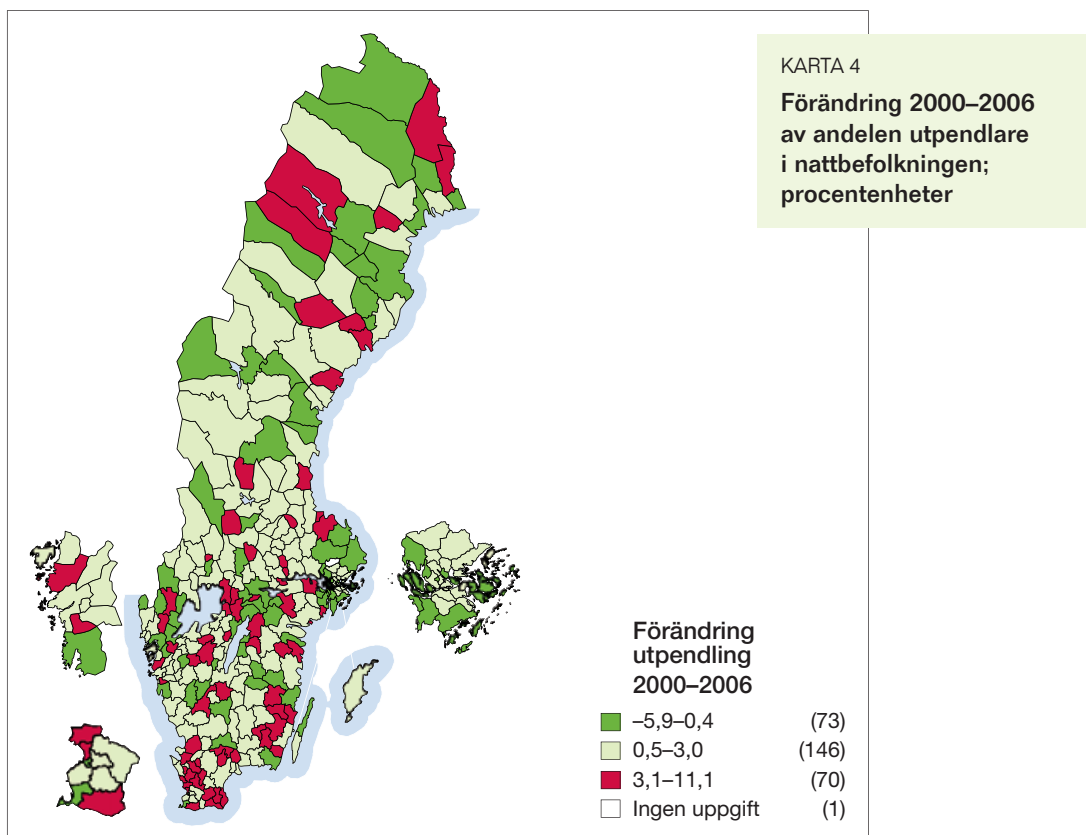 KARTA 4
Förändring 2000–2006
av andelen utpendlare
i nattbefolkningen;
procentenheter
Förändring
utpendling
2000–2006
–5,9–0,4 (73)
0,5–3,0 (146)
3,1–11,1 (70)
Ingen uppgift (1)